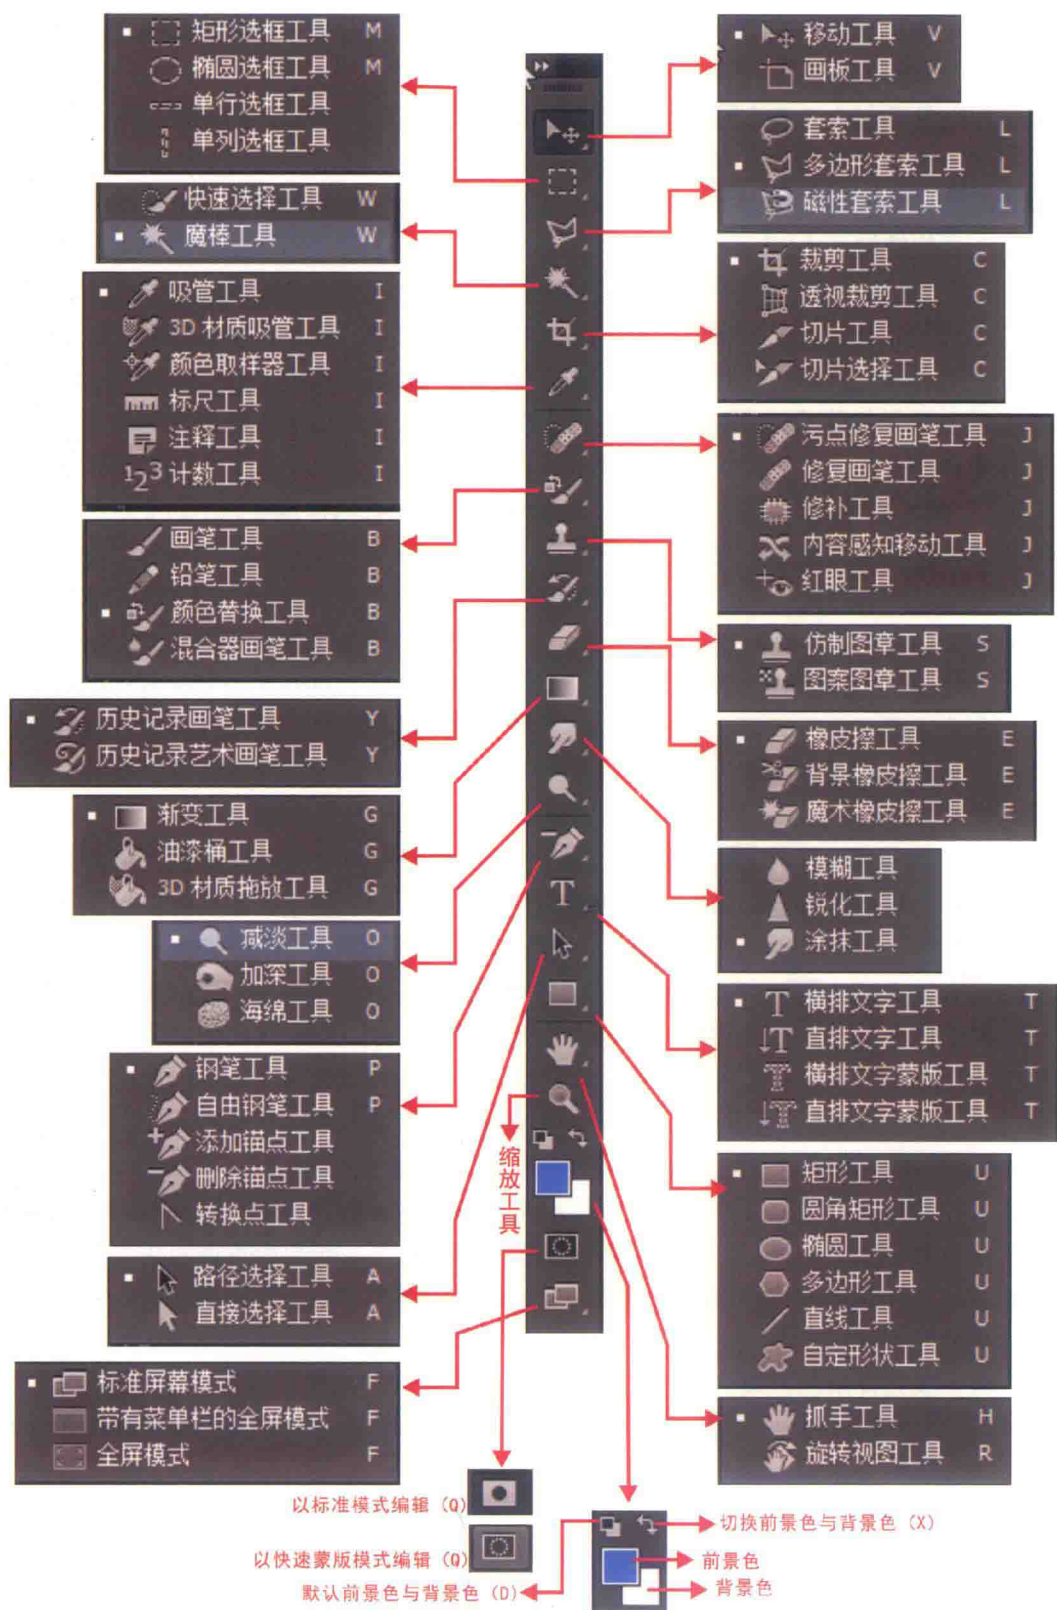 矩形选框工具 M
椭圆选框工具 M
单行选框工具
单列选框工具
快速选择工具 W
魔棒工具 W
吸管工具 I
3D 材质吸管工具 I
颜色取样器工具 I
标尺工具 I
注释工具 I
计数工具 I
画笔工具 B
铅笔工具 B
颜色替换工具 B
混合器画笔工具 B
历史记录画笔工具 Y
历史记录艺术画笔工具 Y
渐变工具 G
油漆桶工具 G
3D 材质拖放工具 G
减淡工具 O
加深工具 O
海绵工具 O
钢笔工具 P
自由钢笔工具 P
添加锚点工具
删除锚点工具
转换点工具
路径选择工具 A
直接选择工具 A
标准屏幕模式 F
带有菜单栏的全屏模式 F
全屏模式 F
缩放工具
移动工具 V
画板工具 V
套索工具 L
多边形套索工具 L
磁性套索工具 L
裁剪工具 C
透视裁剪工具 C
切片工具 C
切片选择工具 C
污点修复画笔工具 J
修复画笔工具 J
修补工具 J
内容感知移动工具 J
红眼工具 J
仿制图章工具 S
图案图章工具 S
橡皮擦工具 E
背景橡皮擦工具 E
魔术橡皮擦工具 E
模糊工具
锐化工具
涂抹工具
横排文字工具 T
直排文字工具 T
横排文字蒙版工具 T
直排文字蒙版工具 T
矩形工具 U
圆角矩形工具 U
椭圆工具 U
多边形工具 U
直线工具 U
自定形状工具 U
抓手工具 H
旋转视图工具 R
以标准模式编辑（Q）
以快速蒙版模式编辑（Q）
默认前景色与背景色（D）
切换前景色与背景色（X）
前景色
背景色